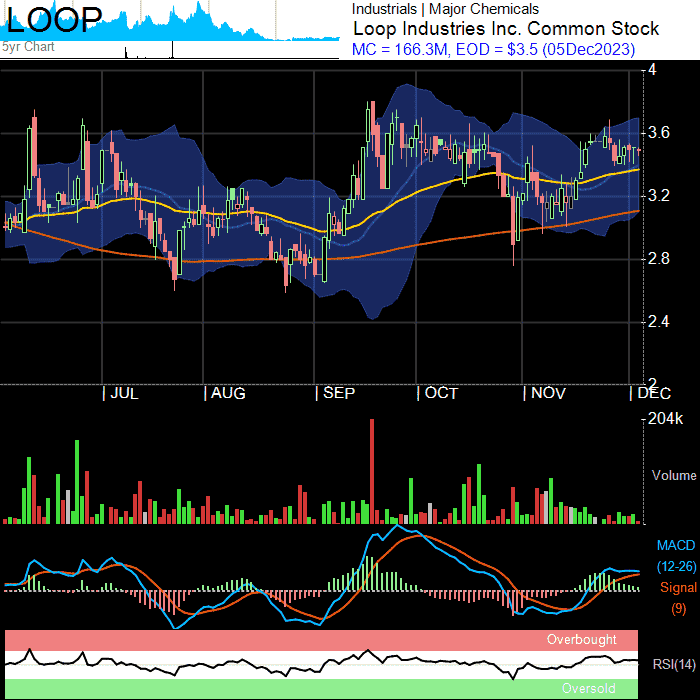 LOOP
5yr Chart
Industrials | Major Chemicals
Loop Industries Inc. Common Stock
MC = 166.3M, EOD = $3.5 (05Dec2023)
4
3.6
3.2
2.8
2.4
2
| JUL | AUG | SEP | OCT | NOV | DEC
204k
Volume
MACD
(12-26)
Signal
(9)
Overbought
RSI(14)
Oversold